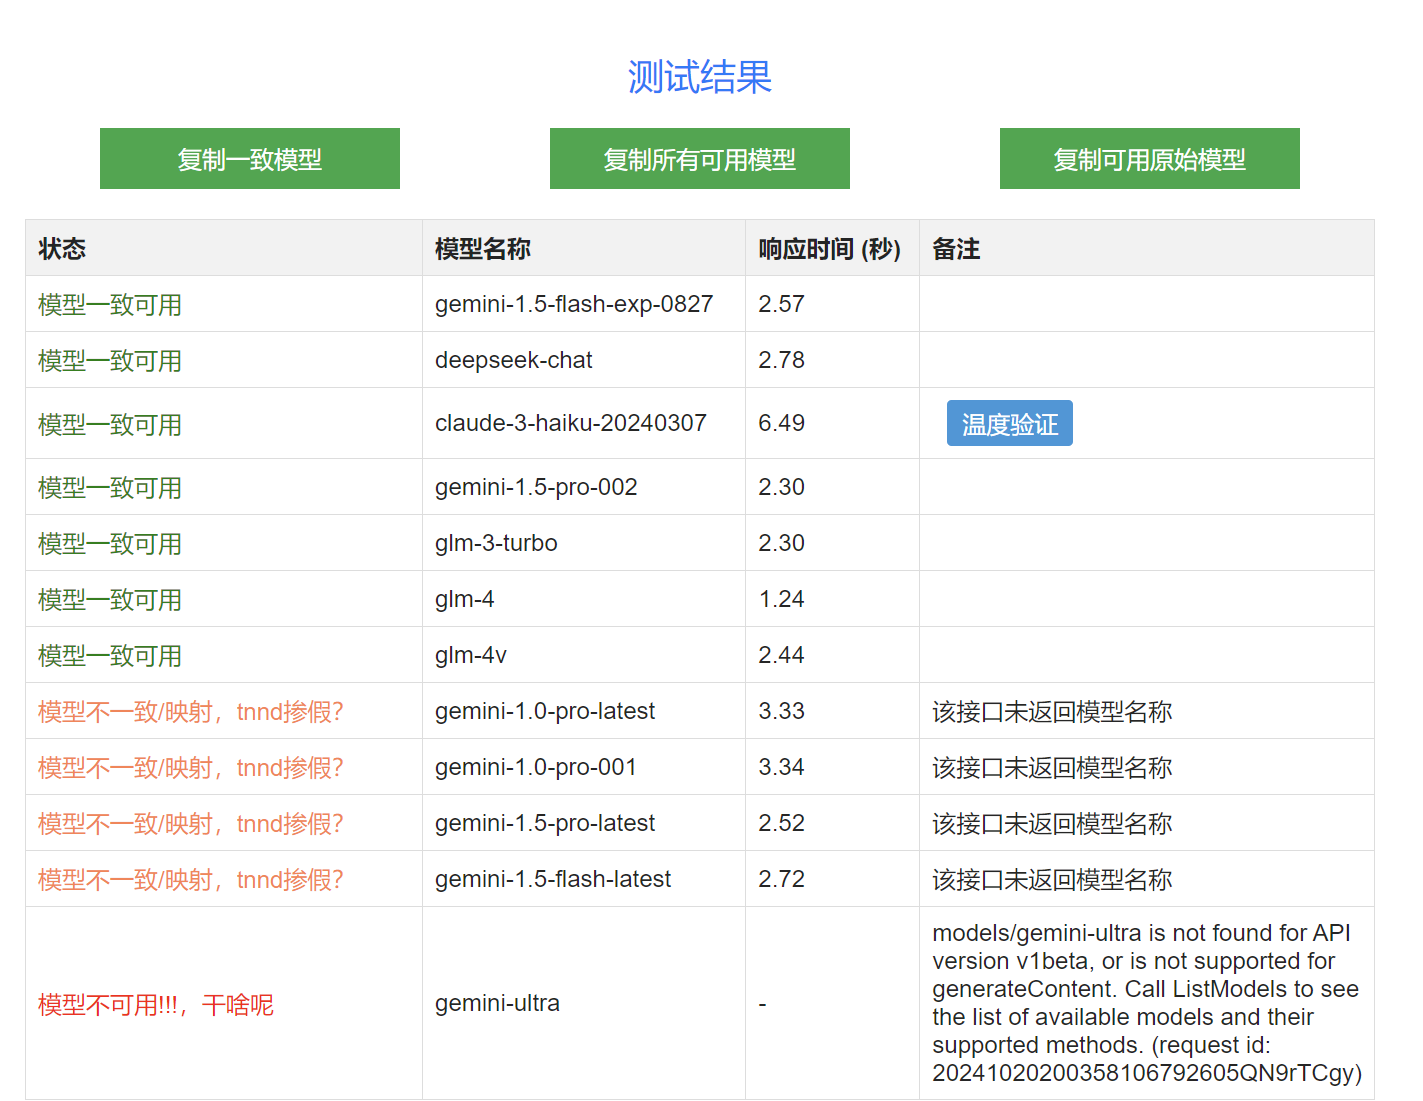 测试结果
复制一致模型 复制所有可用模型 复制可用原始模型
状态 模型名称 响应时间 (秒) 备注
模型一致可用 gemini-1.5-flash-exp-0827 2.57
模型一致可用 deepseek-chat 2.78
模型一致可用 claude-3-haiku-20240307 6.49 温度验证
模型一致可用 gemini-1.5-pro-002 2.30
模型一致可用 glm-3-turbo 2.30
模型一致可用 glm-4 1.24
模型一致可用 glm-4v 2.44
模型不一致/映射，tnnd掺假？ gemini-1.0-pro-latest 3.33 该接口未返回模型名称
模型不一致/映射，tnnd掺假？ gemini-1.0-pro-001 3.34 该接口未返回模型名称
模型不一致/映射，tnnd掺假？ gemini-1.5-pro-latest 2.52 该接口未返回模型名称
模型不一致/映射，tnnd掺假？ gemini-1.5-flash-latest 2.72 该接口未返回模型名称
模型不可用!!!，干啥呢 gemini-ultra -
models/gemini-ultra is not found for API
version v1beta, or is not supported for
generateContent. Call ListModels to see
the list of available models and their
supported methods. (request id:
20241020200358106792605QN9rTCgy)